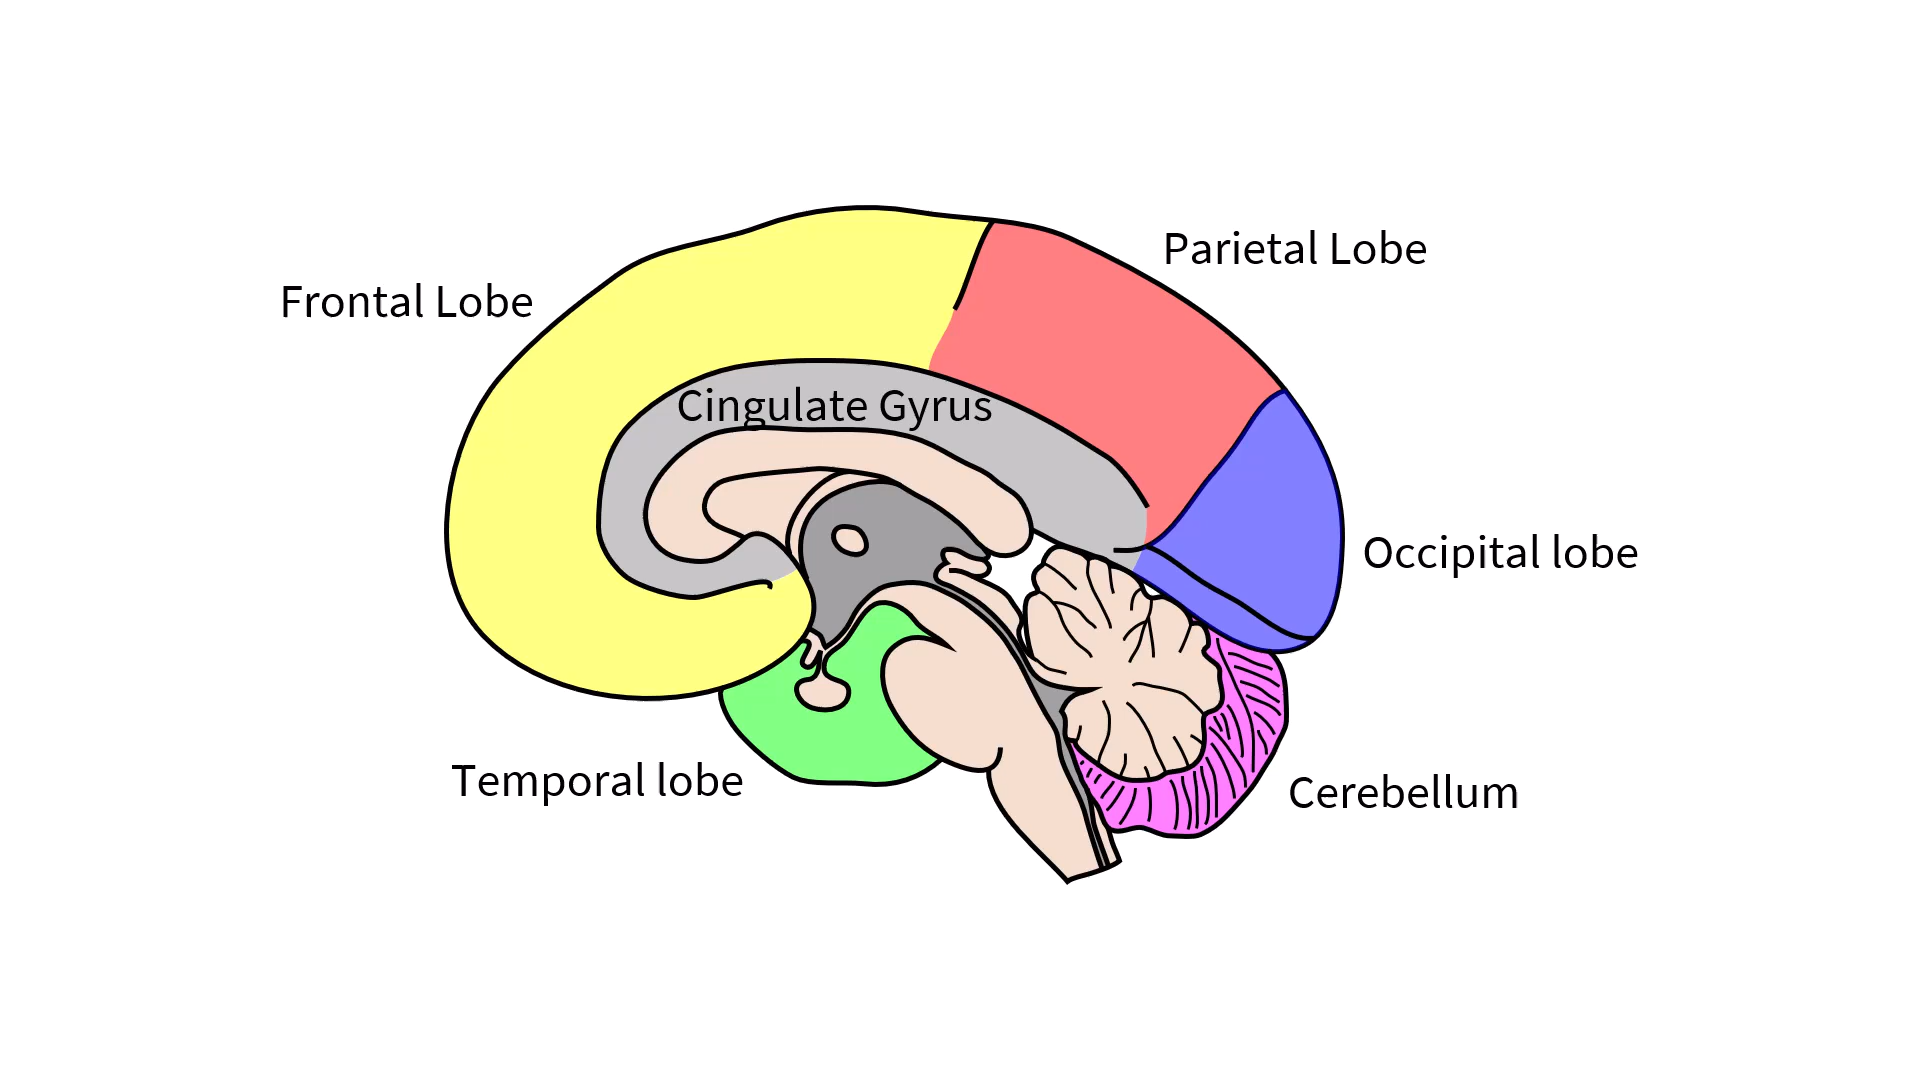 Parietal Lobe
Frontal Lobe
Cingulate Gyrus
Occipital lobe
Temporal lobe
Cerebellum